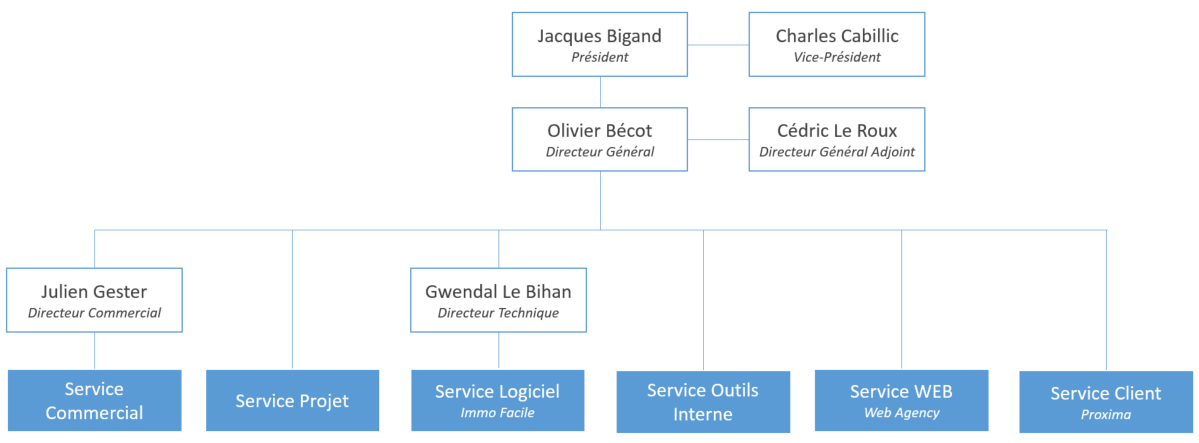 Jacques Bigand
Président
Charles Cabillic
Vice-Président
Olivier Bécot
Directeur Général
Cédric Le Roux
Directeur Général Adjoint
Julien Gester
Directeur Commercial
Gwendal Le Bihan
Directeur Technique
Service
Commercial
Service Projet
Service Logiciel
Immo Facile
Service Outils
Interne
Service WEB
Web Agency
Service Client
Proxima